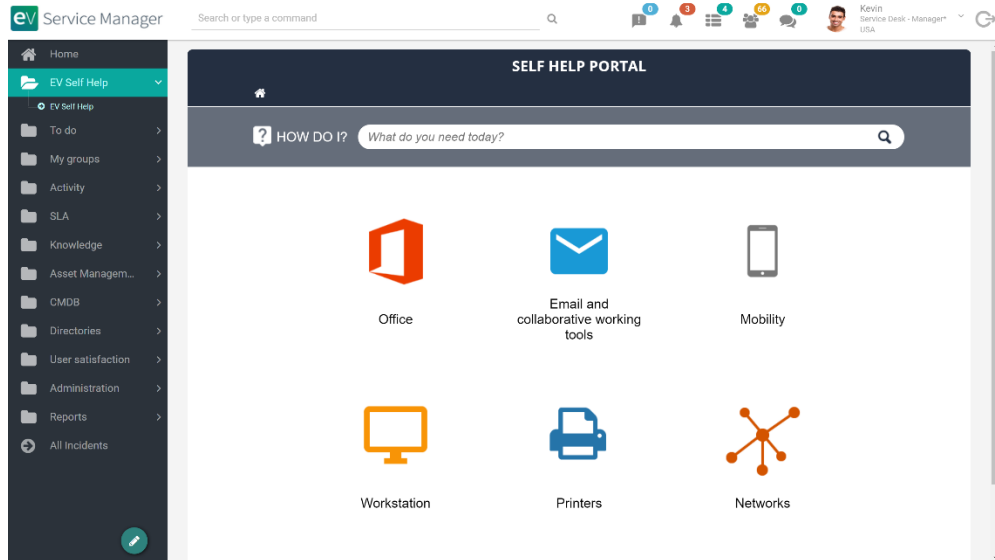 eV Service Manager
Search or type a command
0
3
4
66
0
Kevin
Service Desk - Manager*
USA
Home
EV Self Help
EV Self Help
To do
My groups
Activity
SLA
Knowledge
Asset Managem...
CMDB
Directories
User satisfaction
Administration
Reports
All Incidents
SELF HELP PORTAL
? HOW DO I? What do you need today?
Office
Email and
collaborative working
tools
Mobility
Workstation
Printers
Networks